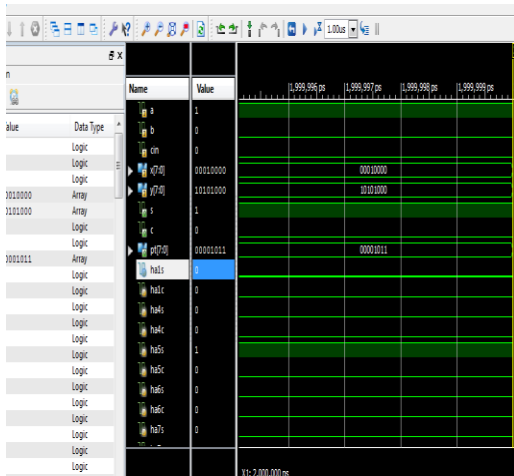 1.00us
n
Name Value
1,999,996 ps 1,999,997 ps 1,999,998 ps 1,999,999 ps
alue Data Type
a 1
Logic
b 0
Logic
cin 0
Logic
x[7:0] 00010000 00010000
0010000 Array
y[7:0] 10101000 10101000
0101000 Array
s 1
Logic
c 0
Logic
pt[7:0] 00001011 00001011
0001011 Array
ha1s 0
Logic
ha1c 0
Logic
ha4s 0
Logic
ha4c 0
Logic
ha5s 1
Logic
ha5c 0
Logic
ha6s 0
Logic
ha6c 0
Logic
ha7s 0
Logic
Logic
Logic
Logic
X1: 2,000,000 ps